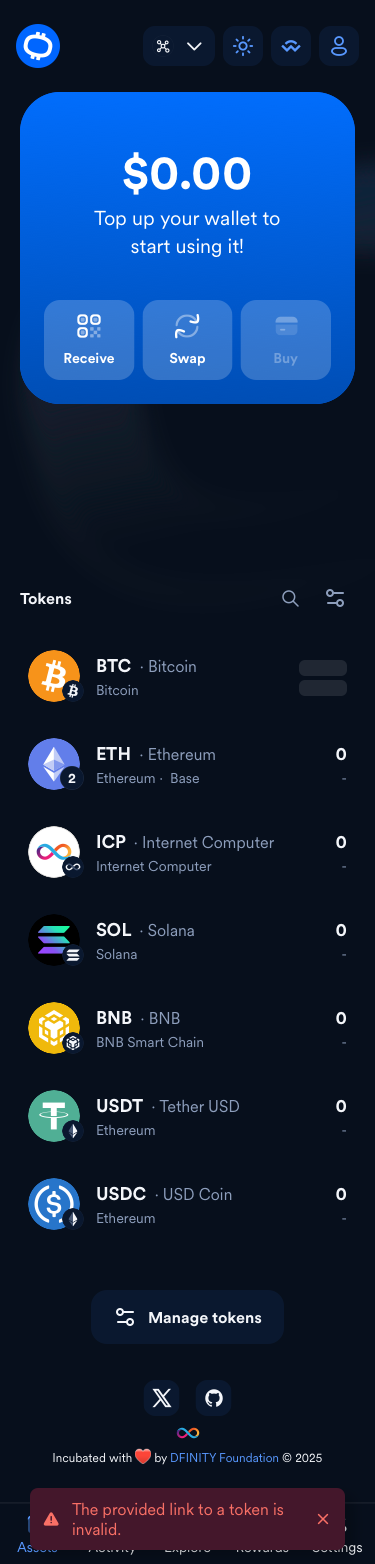 $0.00
Top up your wallet to
start using it!
Receive
Swap
Buy
Tokens
BTC · Bitcoin
Bitcoin
ETH · Ethereum
0
2
Ethereum · Base
-
ICP · Internet Computer
0
Internet Computer
-
SOL · Solana
0
Solana
-
BNB · BNB
0
BNB Smart Chain
-
USDT · Tether USD
0
Ethereum
-
USDC · USD Coin
0
Ethereum
-
Manage tokens
Incubated with ❤️ by DFINITY Foundation © 2025
The provided link to a token is
invalid.
Assets
Activity
Explore
Rewards
Settings